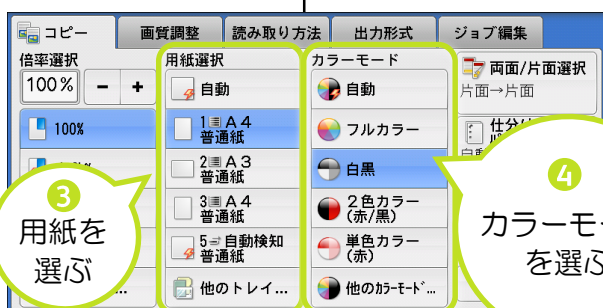 コピー
画質調整
読み取り方法
出力形式
ジョブ編集
倍率選択
100%
− +
100%
用紙選択
自動
1 A4
普通紙
2 A3
普通紙
3 A4
普通紙
5 自動検知
普通紙
他のトレイ...
カラーモード
自動
フルカラー
白黒
2色カラー
(赤/黒)
単色カラー
(赤)
他のｶﾗｰﾓｰﾄﾞ...
両面/片面選択
片面→片面
3
用紙を
選ぶ
4
カラーモー
を選ぶ